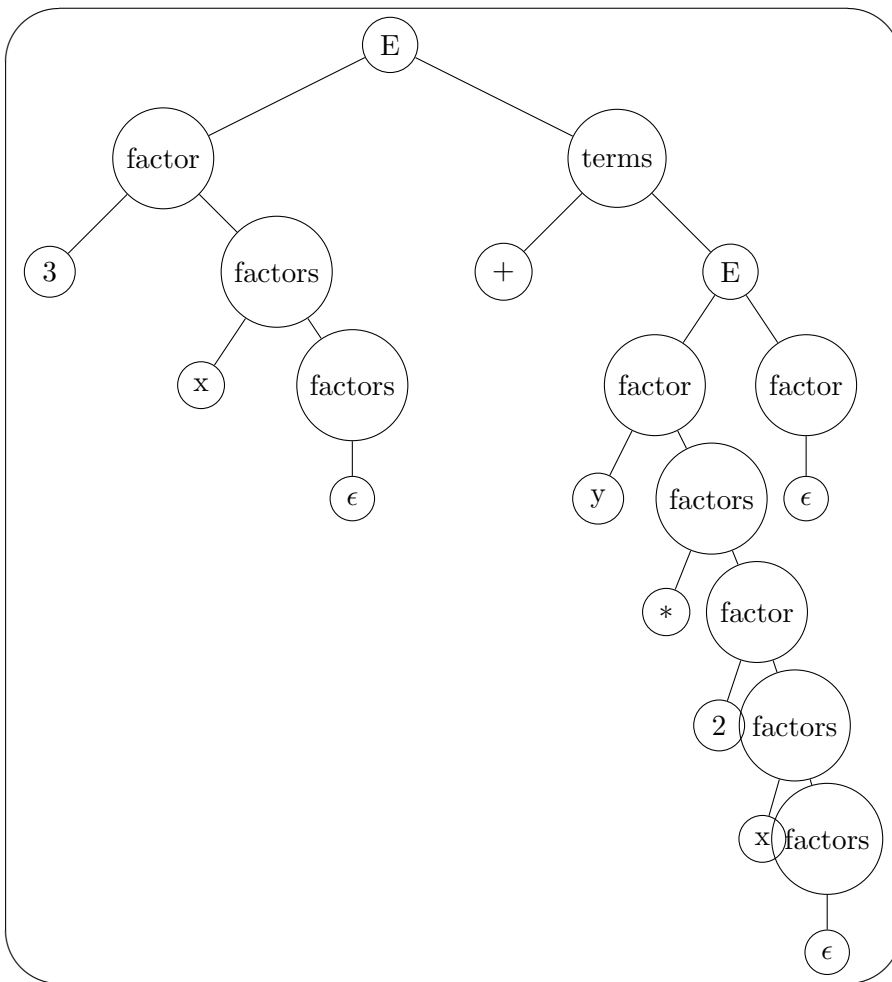 E
factor terms
3 factors + E
x factors factor factor
ϵ y factors ϵ
* factor
2 factors
x factors
ϵ